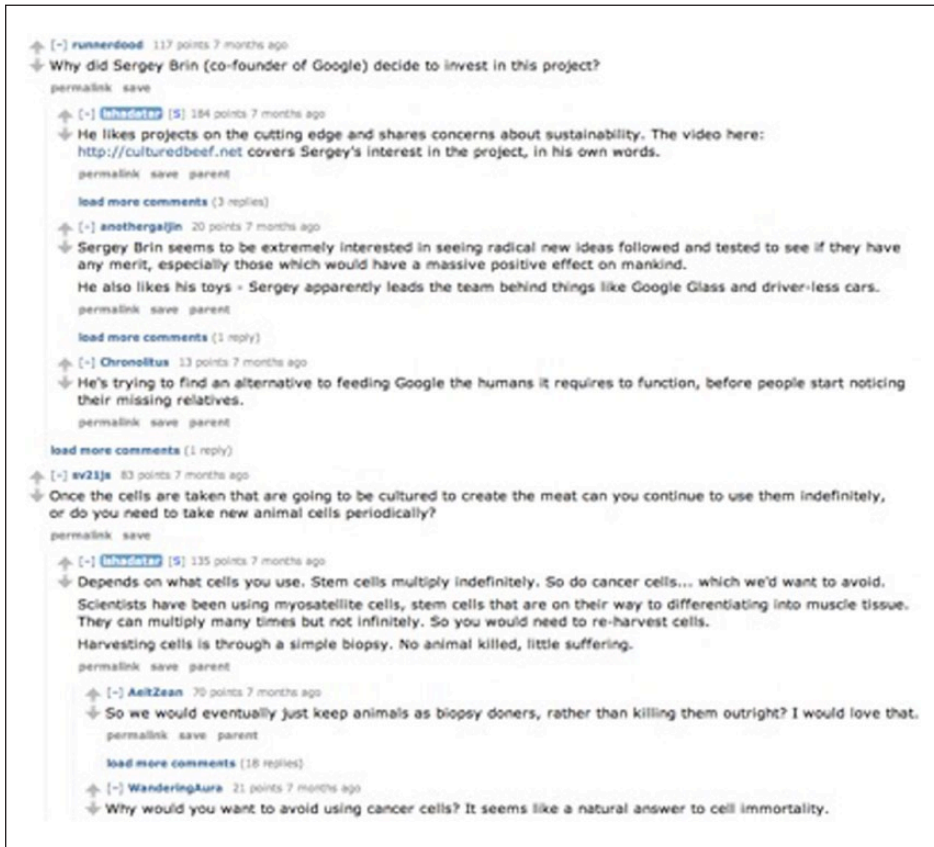 [-] runnerdood 117 points 7 months ago
Why did Sergey Brin (co-founder of Google) decide to invest in this project?
permalink save
[-] ishadatar [S] 184 points 7 months ago
He likes projects on the cutting edge and shares concerns about sustainability. The video here:
http://culturedbeef.net covers Sergey's interest in the project, in his own words.
permalink save parent
load more comments (3 replies)
[-] anothergaijin 20 points 7 months ago
Sergey Brin seems to be extremely interested in seeing radical new ideas followed and tested to see if they have
any merit, especially those which would have a massive positive effect on mankind.
He also likes his toys - Sergey apparently leads the team behind things like Google Glass and driver-less cars.
permalink save parent
load more comments (1 reply)
[-] Chronolitus 13 points 7 months ago
He's trying to find an alternative to feeding Google the humans it requires to function, before people start noticing
their missing relatives.
permalink save parent
load more comments (1 reply)
[-] sv21js 83 points 7 months ago
Once the cells are taken that are going to be cultured to create the meat can you continue to use them indefinitely,
or do you need to take new animal cells periodically?
permalink save
[-] ishadatar [S] 135 points 7 months ago
Depends on what cells you use. Stem cells multiply indefinitely. So do cancer cells... which we'd want to avoid.
Scientists have been using myosatellite cells, stem cells that are on their way to differentiating into muscle tissue.
They can multiply many times but not infinitely. So you would need to re-harvest cells.
Harvesting cells is through a simple biopsy. No animal killed, little suffering.
permalink save parent
[-] AeitZean 70 points 7 months ago
So we would eventually just keep animals as biopsy doners, rather than killing them outright? I would love that.
permalink save parent
load more comments (18 replies)
[-] WanderingAura 21 points 7 months ago
Why would you want to avoid using cancer cells? It seems like a natural answer to cell immortality.